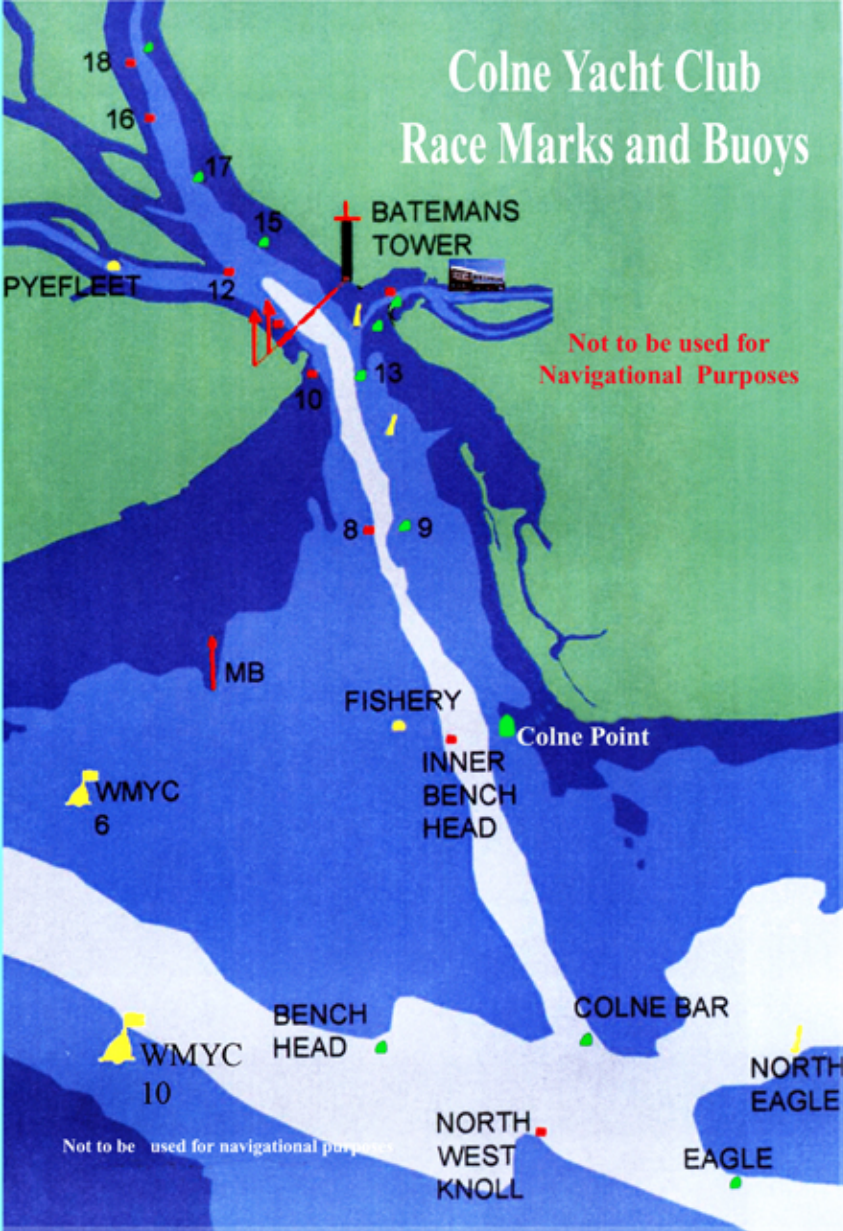 Colne Yacht Club
Race Marks and Buoys
18
16
17
15
BATEMANS
TOWER
PYEFLEET
12
Not to be used for
Navigational Purposes
13
10
8
9
MB
FISHERY
Colne Point
INNER
BENCH
HEAD
WMYC
6
BENCH
HEAD
COLNE BAR
WMYC
10
NORTH
EAGLE
NORTH
WEST
KNOLL
EAGLE
Not to be used for navigational purposes